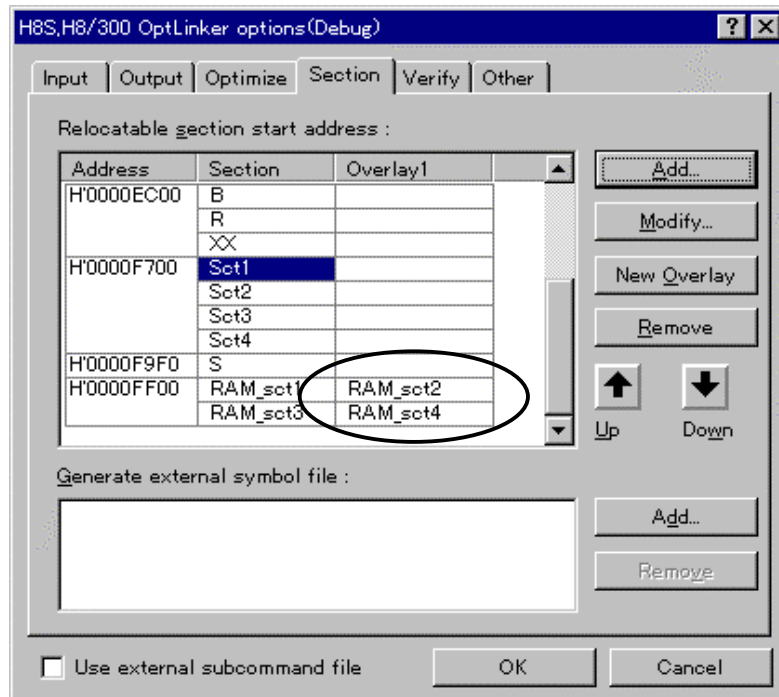 H8S,H8/300 OptLinker options(Debug)
Input Output Optimize Section Verify Other
Relocatable section start address :
Address Section Overlay1
H'0000EC00 B
R
XX
H'0000F700 Sct1
Sct2
Sct3
Sct4
H'0000F9F0 S
H'0000FF00 RAM_sct1 RAM_sct2
RAM_sct3 RAM_sct4
Add...
Modify...
New Overlay
Remove
Up Down
Generate external symbol file :
Add...
Remove
Use external subcommand file
OK
Cancel